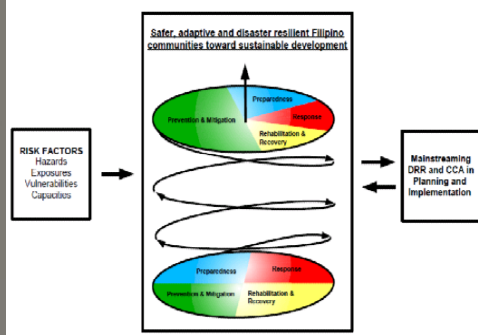 Safer, adaptive and disaster resilient Filipino
communities toward sustainable development
Preparedness
Prevention & Mitigation
Response
Rehabilitation &
Recovery
RISK FACTORS
Hazards
Exposures
Vulnerabilities
Capacities
Mainstreaming
DRR and CCA in
Planning and
Implementation
Preparedness
Response
Prevention & Mitigation
Rehabilitation &
Recovery